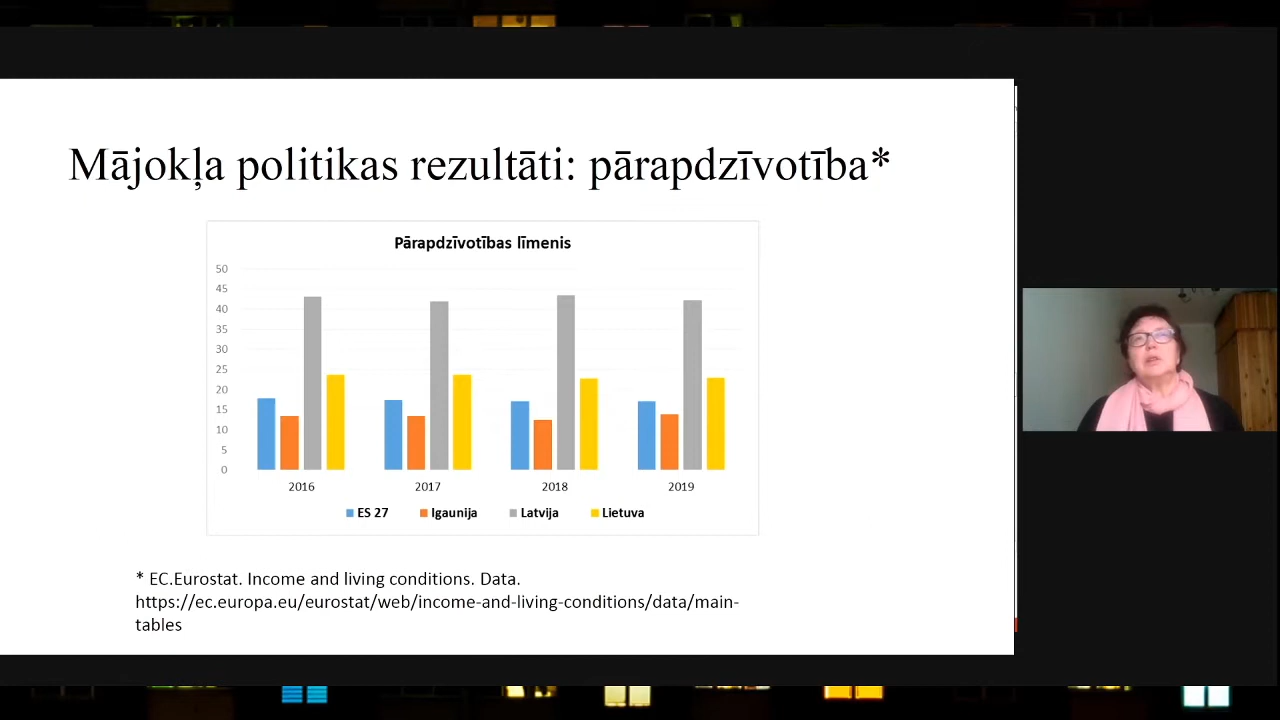 Mājokļa politikas rezultāti: pārapdzīvotība*
Pārapdzīvotības līmenis
50
45
40
35
30
25
20
15
10
5
0
2016 2017 2018 2019
ES 27 Igaunija Latvija Lietuva
* EC.Eurostat. Income and living conditions. Data.
https://ec.europa.eu/eurostat/web/income-and-living-conditions/data/main-
tables